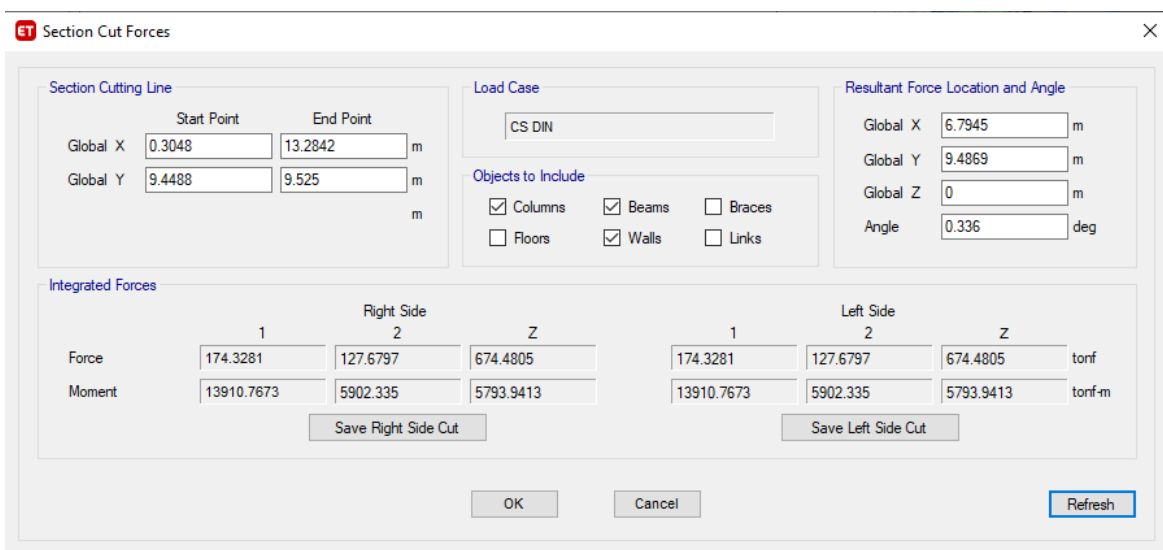 ET Section Cut Forces
Section Cutting Line
Start Point End Point
Global X 0.3048 13.2842 m
Global Y 9.4488 9.525 m
m
Load Case
CS DIN
Objects to Include
Columns Beams Braces
Floors Walls Links
Resultant Force Location and Angle
Global X 6.7945 m
Global Y 9.4869 m
Global Z 0 m
Angle 0.336 deg
Integrated Forces
Right Side Left Side
1 2 Z 1 2 Z
Force 174.3281 127.6797 674.4805 174.3281 127.6797 674.4805 tonf
Moment 13910.7673 5902.335 5793.9413 13910.7673 5902.335 5793.9413 tonf-m
Save Right Side Cut Save Left Side Cut
OK Cancel Refresh